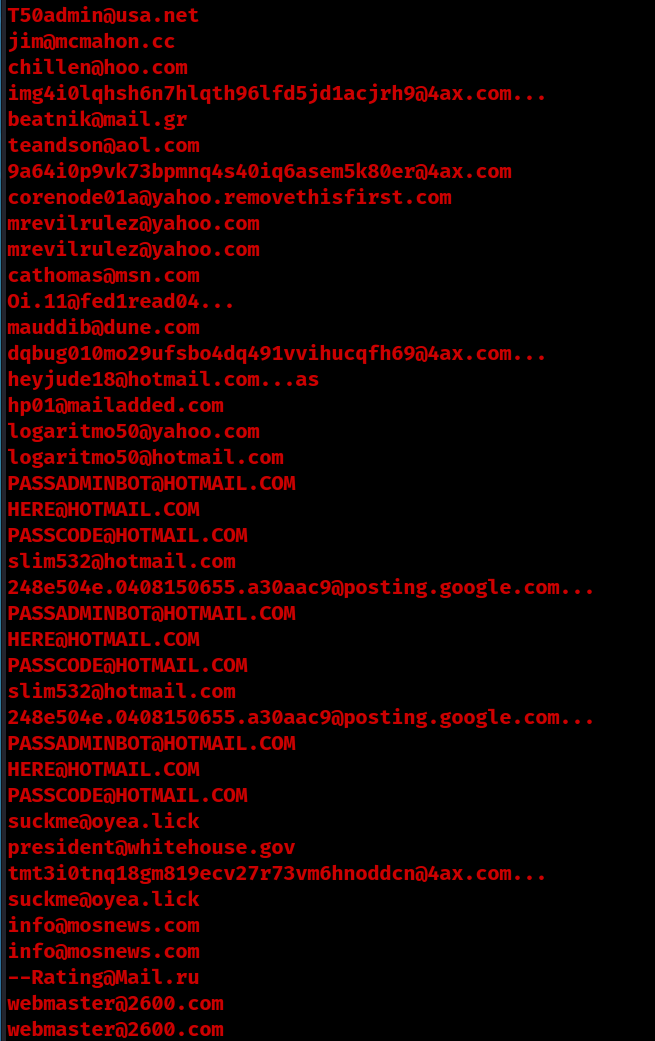 T50admin@usa.net
jim@mcmahon.cc
chillen@hoo.com
img4i0lqhsh6n7hlqth96lfd5jd1acjrh9@4ax.com...
beatnik@mail.gr
teandson@aol.com
9a64i0p9vk73bpmnq4s40iq6asem5k80er@4ax.com
corenode01a@yahoo.removethisfirst.com
mrevilrulez@yahoo.com
mrevilrulez@yahoo.com
cathomas@msn.com
Oi.11@fed1read04...
mauddib@dune.com
dqbug010mo29ufsbo4dq491vvihucqfh69@4ax.com...
heyjude18@hotmail.com...as
hp01@mailadded.com
logaritmo50@yahoo.com
logaritmo50@hotmail.com
PASSADMINBOT@HOTMAIL.COM
HERE@HOTMAIL.COM
PASSCODE@HOTMAIL.COM
slim532@hotmail.com
248e504e.0408150655.a30aac9@posting.google.com...
PASSADMINBOT@HOTMAIL.COM
HERE@HOTMAIL.COM
PASSCODE@HOTMAIL.COM
slim532@hotmail.com
248e504e.0408150655.a30aac9@posting.google.com...
PASSADMINBOT@HOTMAIL.COM
HERE@HOTMAIL.COM
PASSCODE@HOTMAIL.COM
suckme@oyea.lick
president@whitehouse.gov
tmt3i0tnq18gm819ecv27r73vm6hnoddcn@4ax.com...
suckme@oyea.lick
info@mosnews.com
info@mosnews.com
--Rating@Mail.ru
webmaster@2600.com
webmaster@2600.com